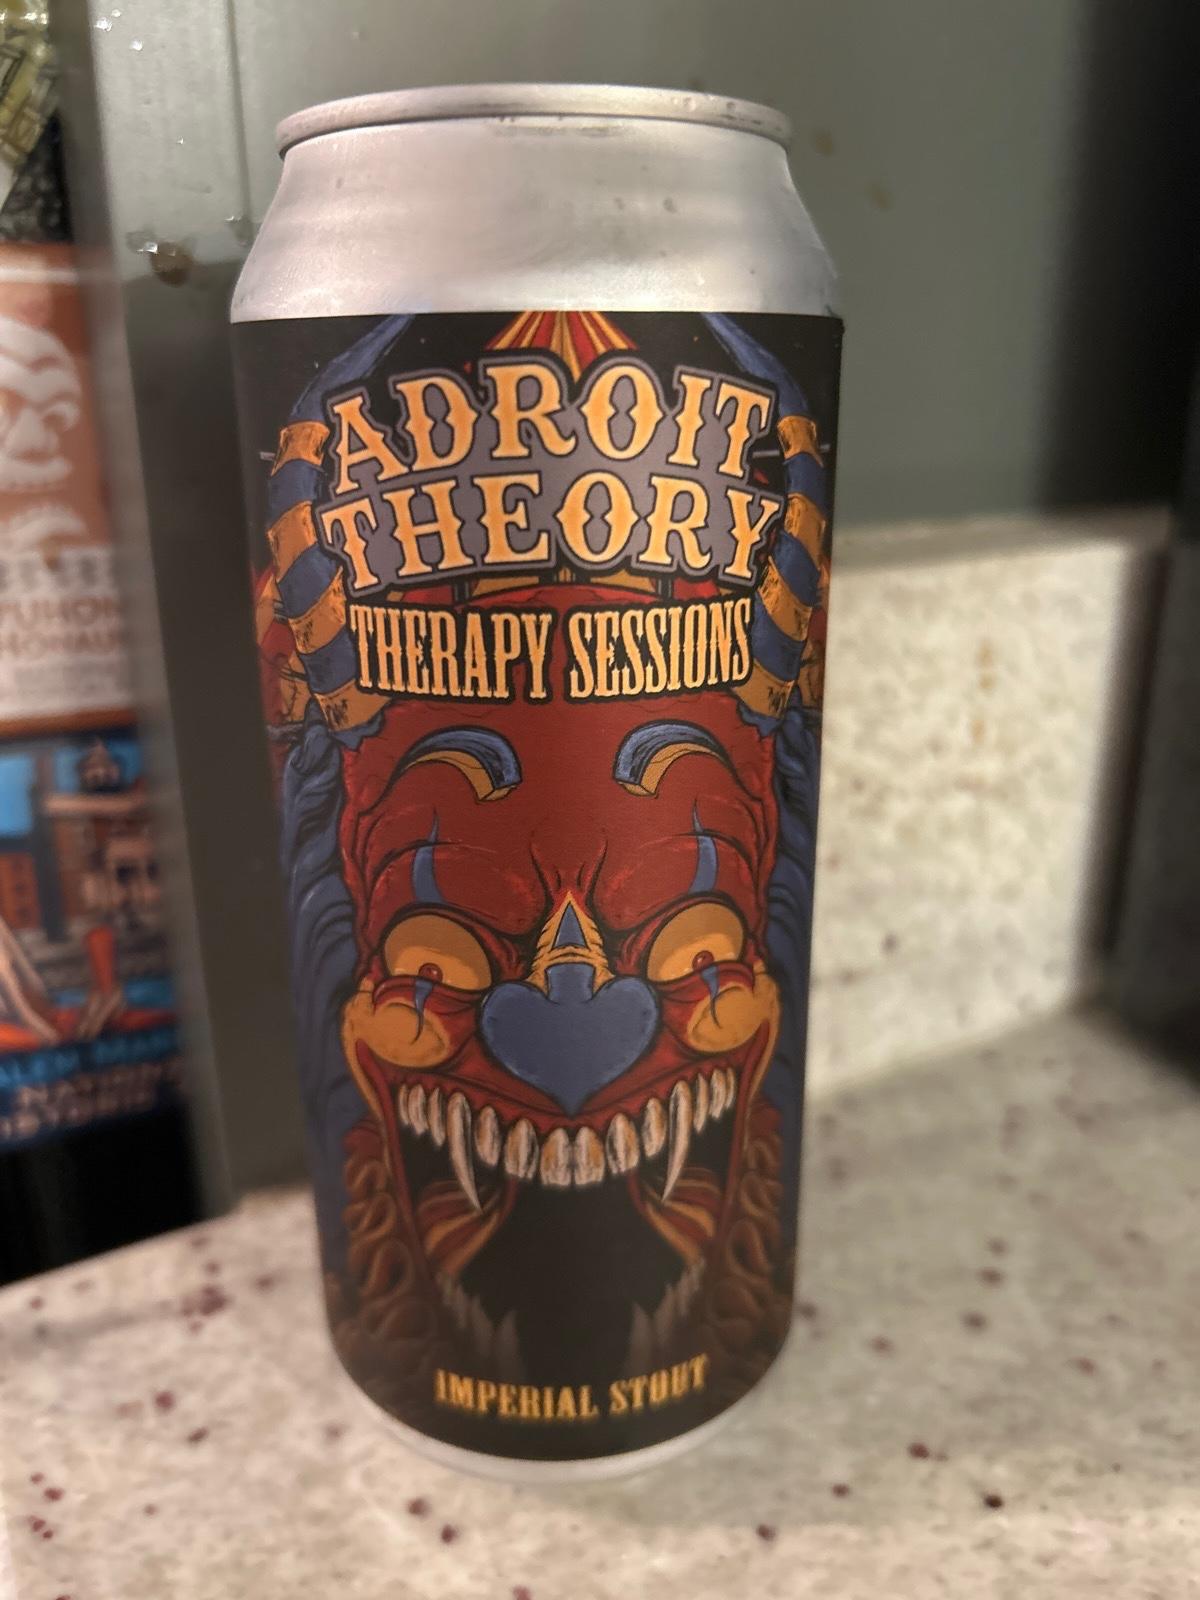 ADROIT
THEORY
THERAPY SESSIONS
IMPERIAL STOUT